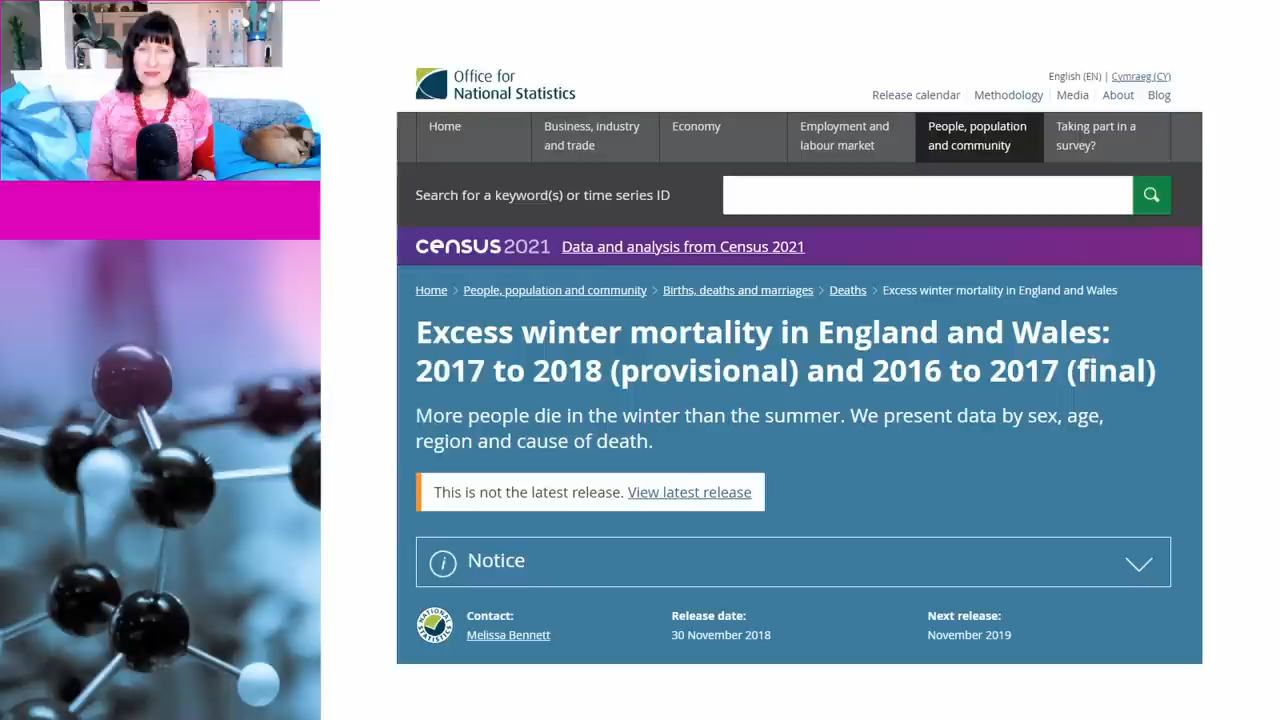 Office for
National Statistics
English (EN) | Cymraeg (CY)
Release calendar Methodology Media About Blog
Home
Business, industry
and trade
Economy
Employment and
labour market
People, population
and community
Taking part in a
survey?
Search for a keyword(s) or time series ID
census 2021 Data and analysis from Census 2021
Home > People, population and community > Births, deaths and marriages > Deaths > Excess winter mortality in England and Wales
Excess winter mortality in England and Wales:
2017 to 2018 (provisional) and 2016 to 2017 (final)
More people die in the winter than the summer. We present data by sex, age,
region and cause of death.
This is not the latest release. View latest release
i Notice
NATIONAL STATISTICS
Contact:
Melissa Bennett
Release date:
30 November 2018
Next release:
November 2019